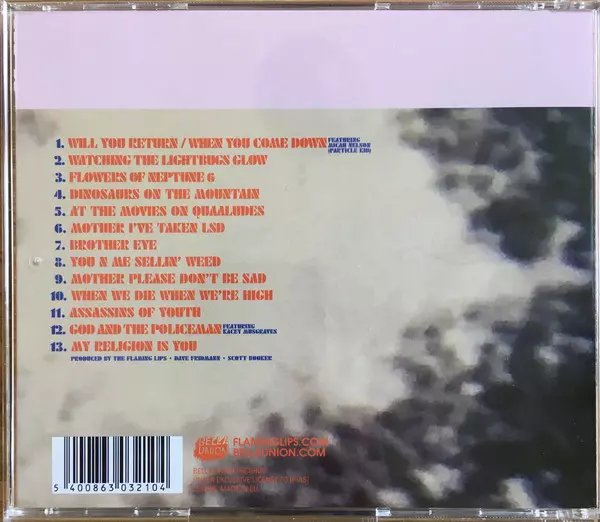 1. WILL YOU RETURN / WHEN YOU COME DOWN FEATURING MICAH NELSON (PARTICLE KID)
2. WATCHING THE LIGHTBUGS GLOW
3. FLOWERS OF NEPTUNE 6
4. DINOSAURS ON THE MOUNTAIN
5. AT THE MOVIES ON QUAALUDES
6. MOTHER I'VE TAKEN LSD
7. BROTHER EYE
8. YOU N ME SELLIN' WEED
9. MOTHER PLEASE DON'T BE SAD
10. WHEN WE DIE WHEN WE'RE HIGH
11. ASSASSINS OF YOUTH
12. GOD AND THE POLICEMAN FEATURING KACEY MUSGRAVES
13. MY RELIGION IS YOU
PRODUCED BY THE FLAMING LIPS • DAVE FRIDMANN • SCOTT BOOKER
BELLA UNION
FLAMINGLIPS.COM
BELLAUNION.COM
5 400863 032104